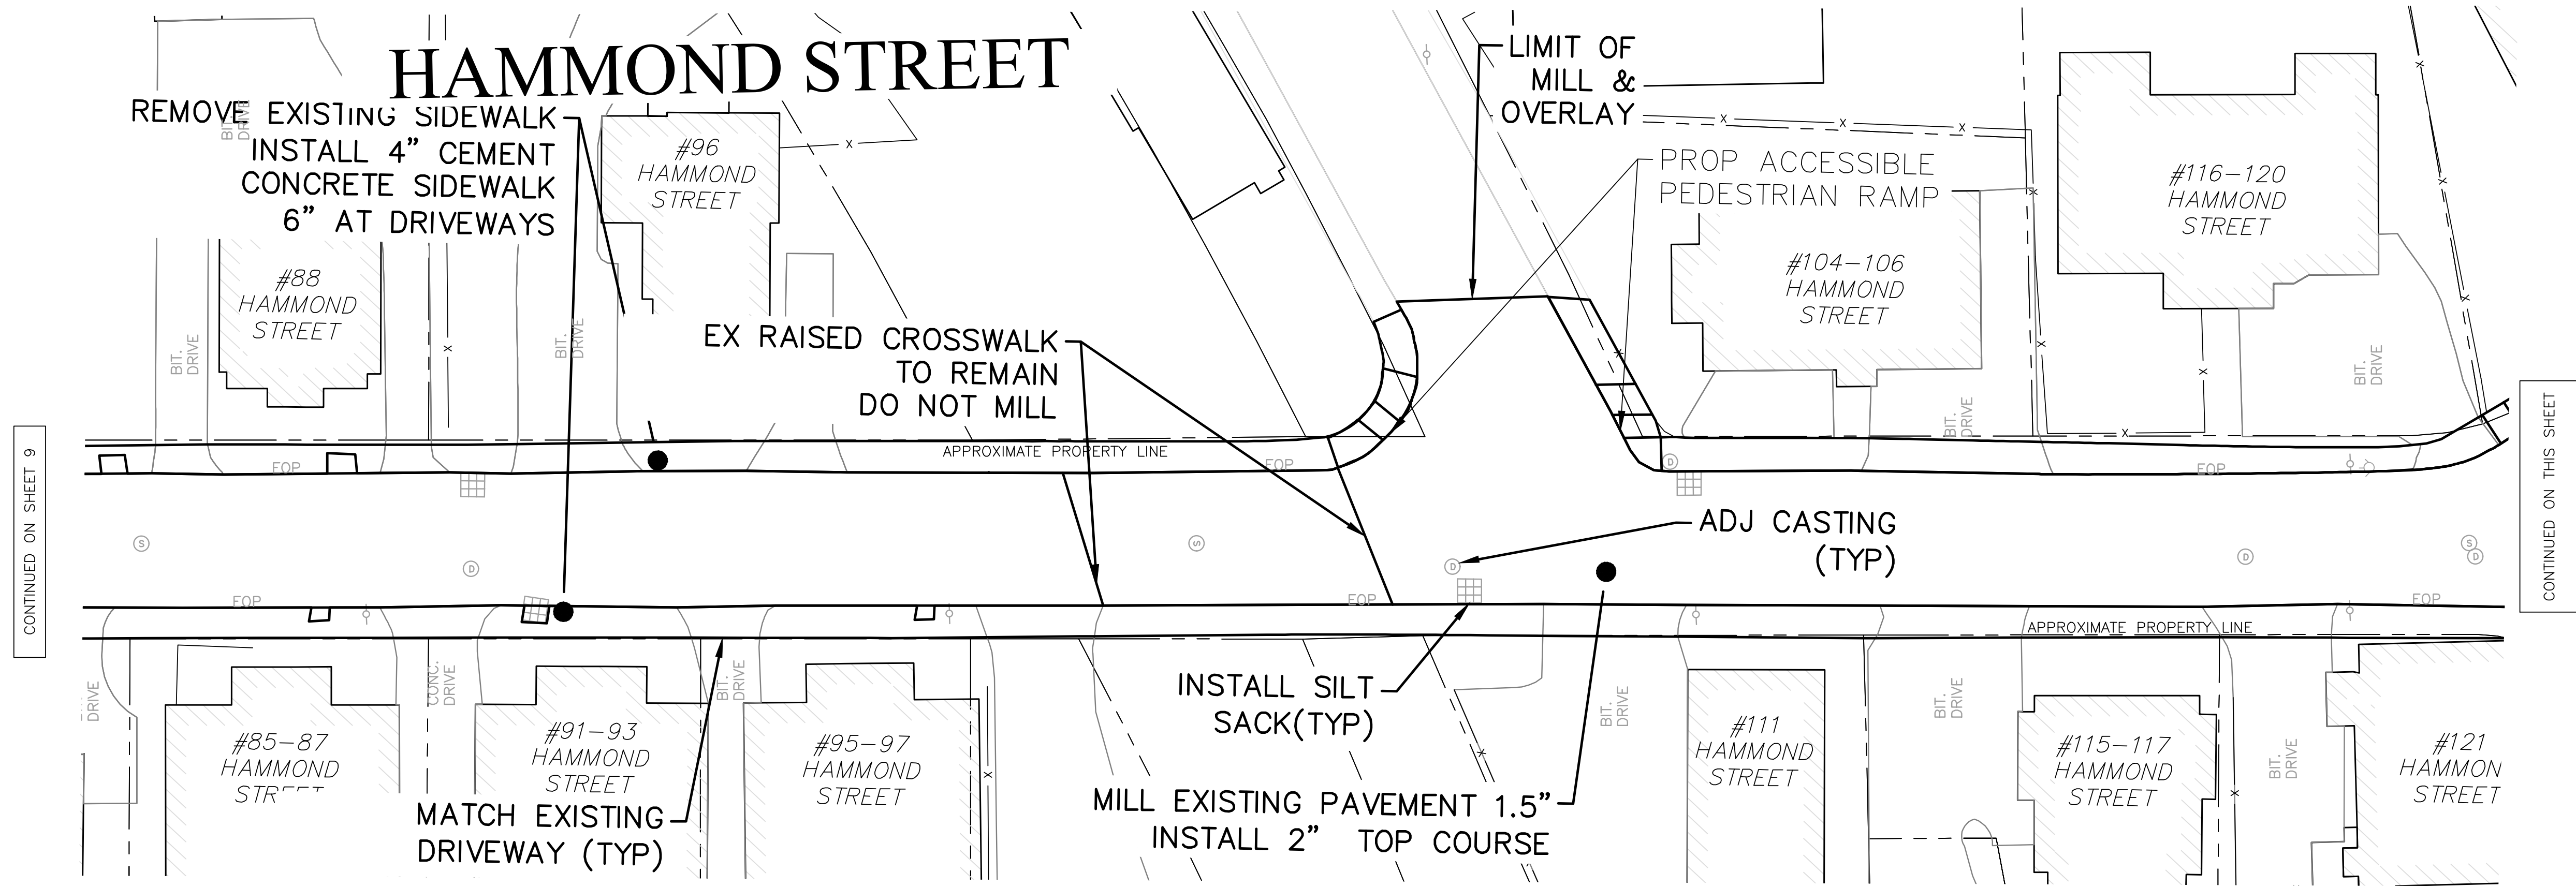 HAMMOND STREET
REMOVE EXISTING SIDEWALK
INSTALL 4” CEMENT
CONCRETE SIDEWALK
6” AT DRIVEWAYS
BIT.
DRIVE
#96
HAMMOND
STREET
LIMIT OF
MILL &
OVERLAY
PROP ACCESSIBLE
PEDESTRIAN RAMP
#116-120
HAMMOND
STREET
#88
HAMMOND
STREET
#104-106
HAMMOND
STREET
BIT.
DRIVE
BIT.
DRIVE
EX RAISED CROSSWALK
TO REMAIN
DO NOT MILL
BIT.
DRIVE
BIT.
DRIVE
APPROXIMATE PROPERTY LINE
EOP
EOP
EOP
CONTINUED ON SHEET 9
CONTINUED ON THIS SHEET
D
ADJ CASTING
(TYP)
S
D
S
D
D
S
D
EOP
EOP
EOP
APPROXIMATE PROPERTY LINE
DRIVE
CONC.
DRIVE
BIT.
DRIVE
INSTALL SILT
SACK(TYP)
BIT.
DRIVE
BIT.
DRIVE
BIT.
DRIVE
#85-87
HAMMOND
STREET
#91-93
HAMMOND
STREET
#95-97
HAMMOND
STREET
#111
HAMMOND
STREET
#115-117
HAMMOND
STREET
#121
HAMMON
STREET
MATCH EXISTING
DRIVEWAY (TYP)
MILL EXISTING PAVEMENT 1.5”
INSTALL 2” TOP COURSE